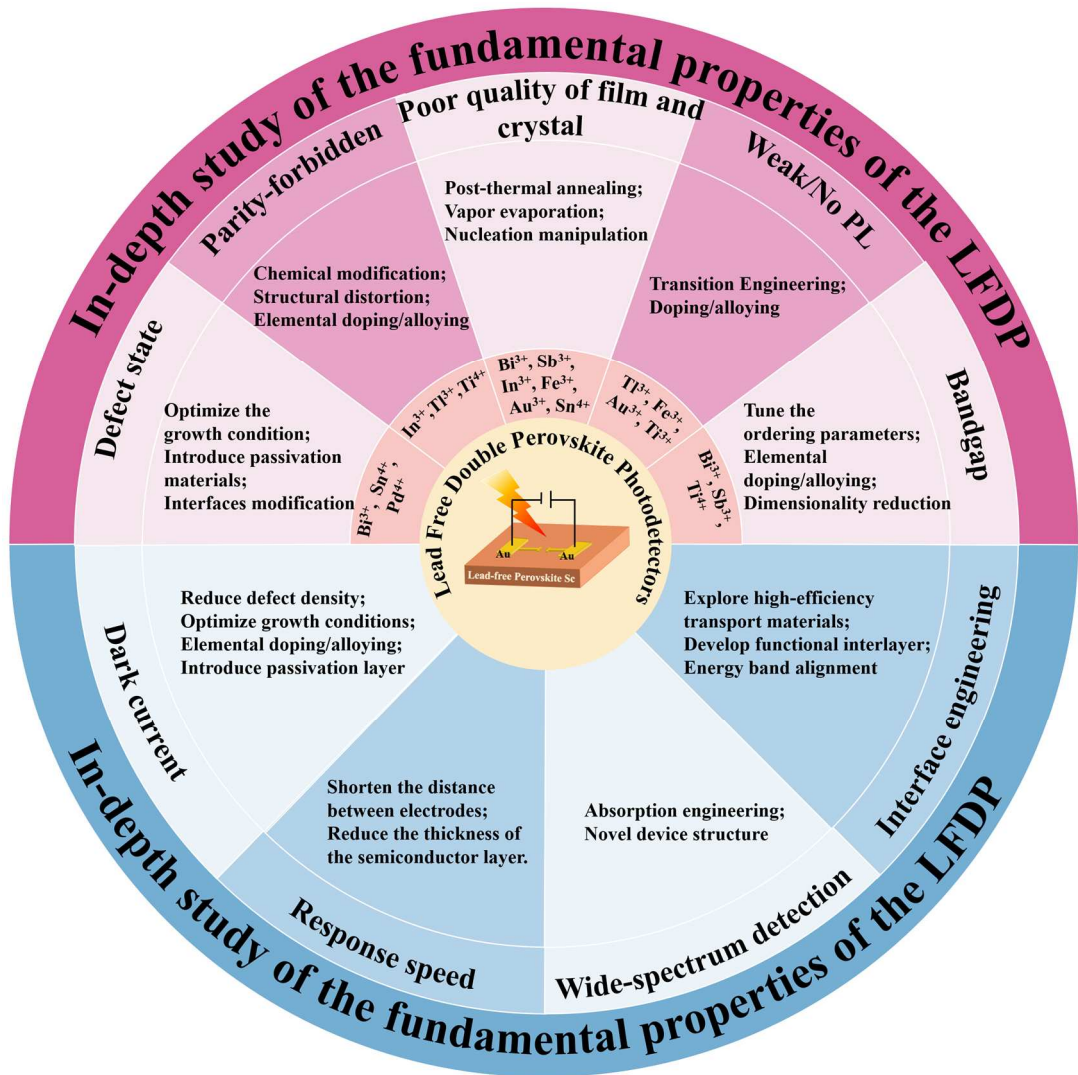 In-depth study of the fundamental properties of the LFDP
Defect state
Optimize the
growth condition;
Introduce passivation
materials;
Interfaces modification
Bi³⁺, Sn⁴⁺,
Pd⁴⁺
Parity-forbidden
Chemical modification;
Structural distortion;
Elemental doping/alloying
In³⁺,Tl³⁺,Ti⁴⁺
Poor quality of film and
crystal
Post-thermal annealing;
Vapor evaporation;
Nucleation manipulation
Bi³⁺, Sb³⁺,
In³⁺, Fe³⁺,
Au³⁺, Sn⁴⁺
Weak/No PL
Transition Engineering;
Doping/alloying
Tl³⁺, Fe³⁺,
Au³⁺, Ti³⁺
Bandgap
Tune the
ordering parameters;
Elemental
doping/alloying;
Dimensionality reduction
Bi³⁺, Sb³⁺,
Ti⁴⁺
Lead Free Double Perovskite Photodetectors
Au
Au
Lead-free Perovskite Sc
Dark current
Reduce defect density;
Optimize growth conditions;
Elemental doping/alloying;
Introduce passivation layer
Response speed
Shorten the distance
between electrodes;
Reduce the thickness of
the semiconductor layer.
Wide-spectrum detection
Absorption engineering;
Novel device structure
Interface engineering
Explore high-efficiency
transport materials;
Develop functional interlayer;
Energy band alignment
In-depth study of the fundamental properties of the LFDP